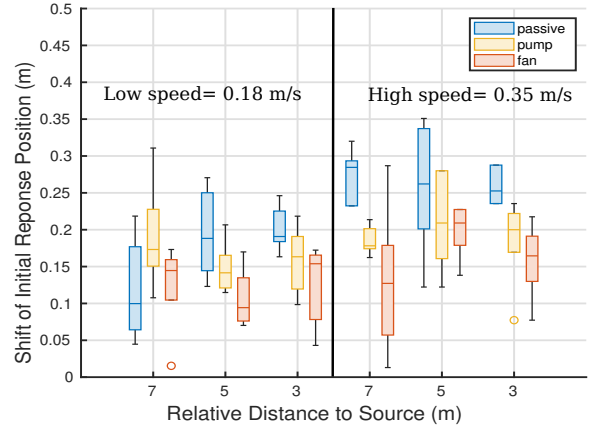 0.5
0.45
0.4
0.35
0.3
0.25
0.2
0.15
0.1
0.05
0
Shift of Initial Reponse Position (m)
Low speed= 0.18 m/s
High speed= 0.35 m/s
passive
pump
fan
7 5 3 7 5 3
Relative Distance to Source (m)